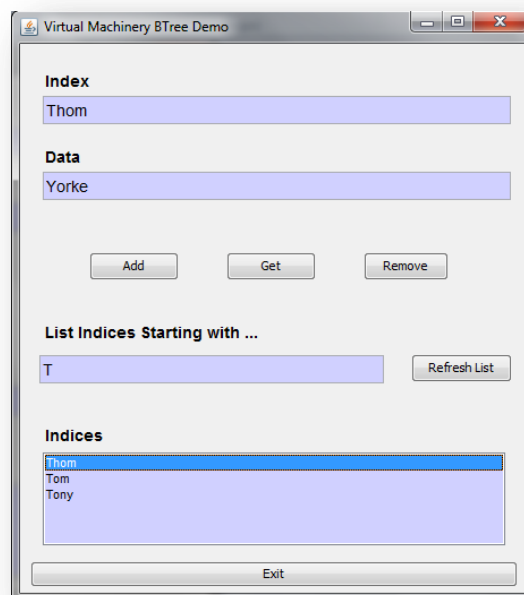 Virtual Machinery BTree Demo
Index
Thom
Data
Yorke
Add Get Remove
List Indices Starting with ...
T Refresh List
Indices
Thom
Tom
Tony
Exit